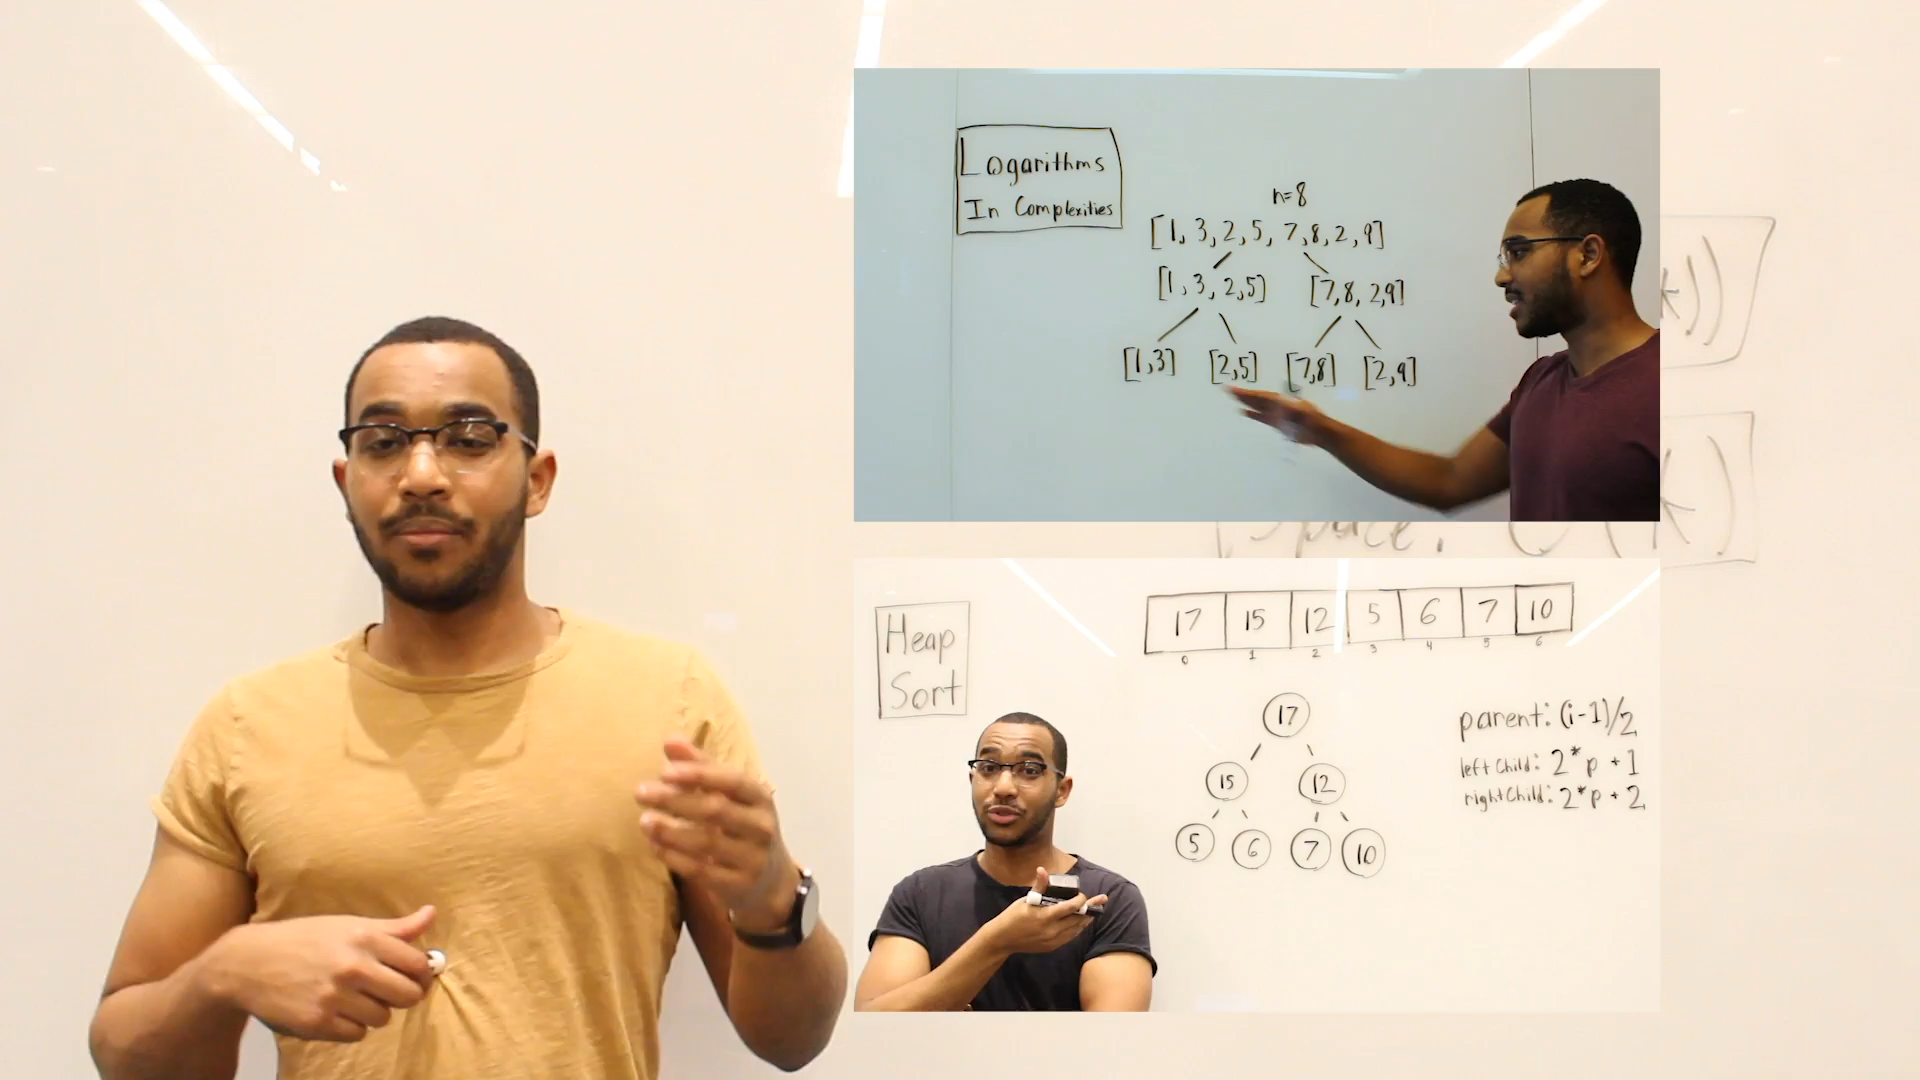 Logarithms
In Complexities
n=8
[1, 3, 2, 5, 7, 8, 2, 9]
[1, 3, 2, 5] [7, 8, 2, 9]
[1, 3] [2, 5] [7, 8] [2, 9]
*))
Space: O( *)
Heap
Sort
17 15 12 5 6 7 10
0 1 2 3 4 5 6
17
15 12
5 6 7 10
parent: (i-1)/2
left Child: 2*p + 1
right Child: 2*p + 2